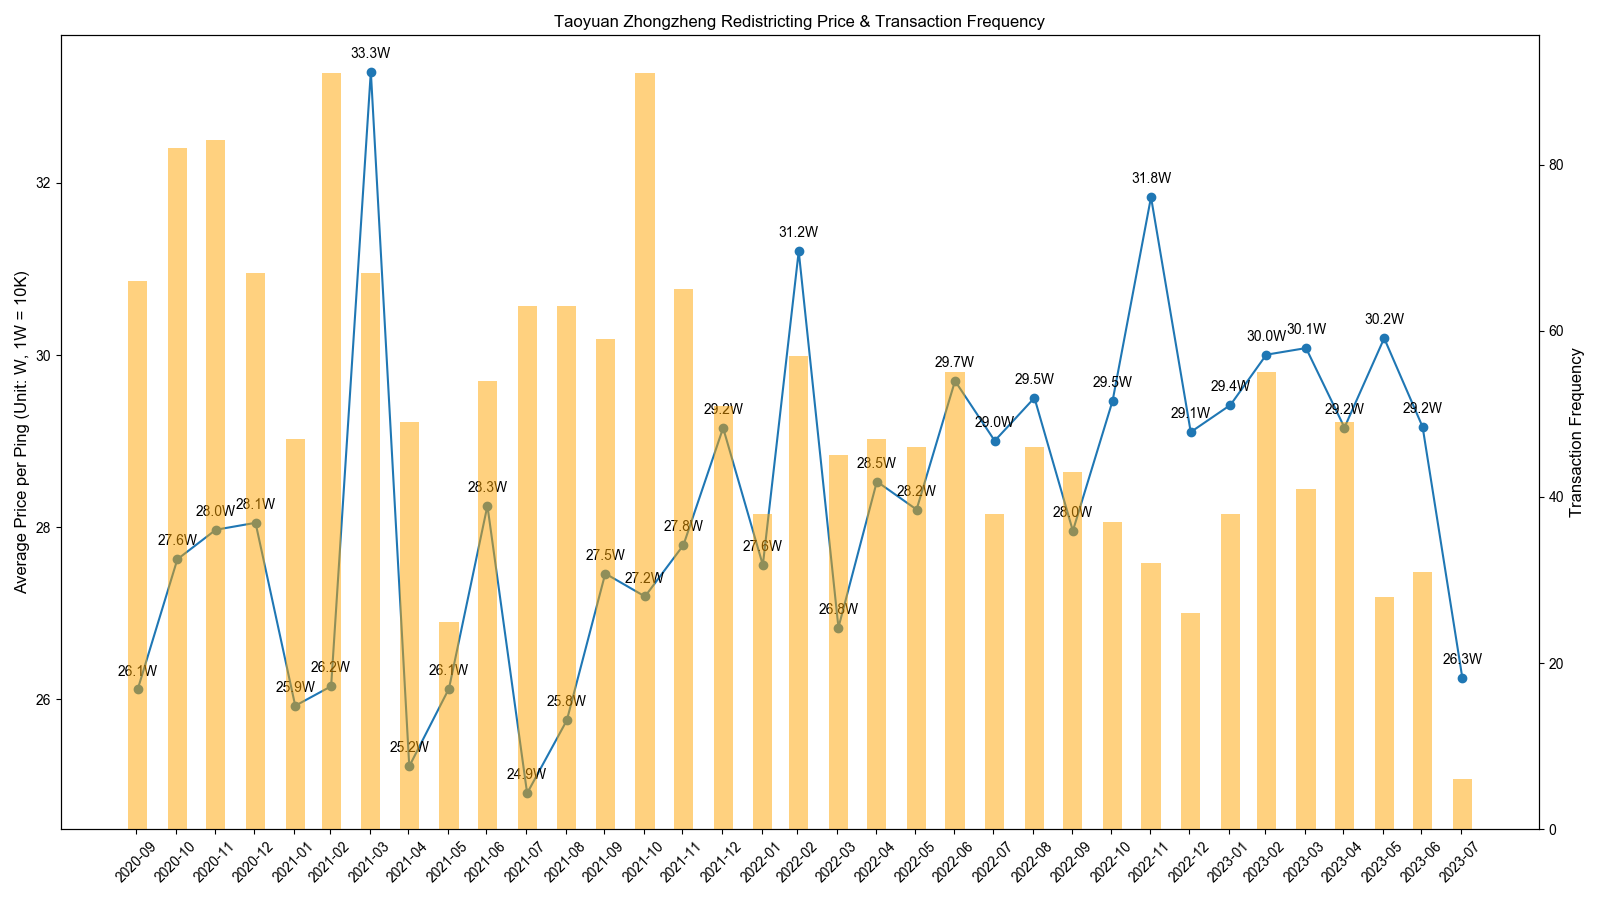 Taoyuan Zhongzheng Redistricting Price & Transaction Frequency
Average Price per Ping (Unit: W, 1W = 10K)
32
30
28
26
26.1W
27.6W
28.0W
28.1W
25.9W
26.2W
33.3W
25.2W
26.1W
28.3W
24.9W
25.8W
27.5W
27.2W
27.8W
29.2W
27.6W
31.2W
26.8W
28.5W
28.2W
29.7W
29.0W
29.5W
28.0W
29.5W
31.8W
29.1W
29.4W
30.0W
30.1W
29.2W
30.2W
29.2W
26.3W
80
60
40
20
0
Transaction Frequency
2020-09
2020-10
2020-11
2020-12
2021-01
2021-02
2021-03
2021-04
2021-05
2021-06
2021-07
2021-08
2021-09
2021-10
2021-11
2021-12
2022-01
2022-02
2022-03
2022-04
2022-05
2022-06
2022-07
2022-08
2022-09
2022-10
2022-11
2022-12
2023-01
2023-02
2023-03
2023-04
2023-05
2023-06
2023-07